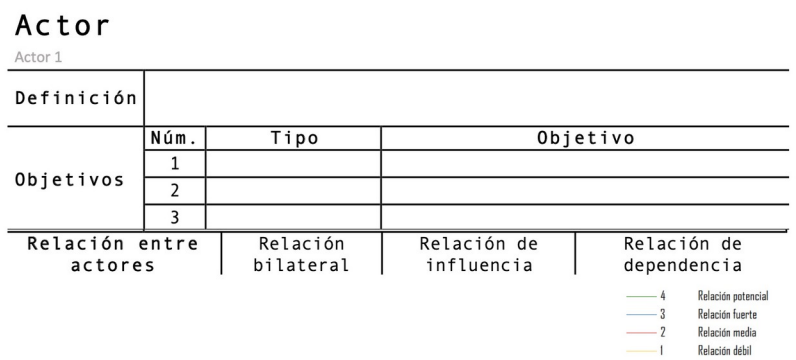 Actor
Actor 1
Definición
Núm. Tipo Objetivo
Objetivos
1
2
3
Relación entre actores
Relación bilateral
Relación de influencia
Relación de dependencia
4 Relación potencial
3 Relación fuerte
2 Relación media
1 Relación débil